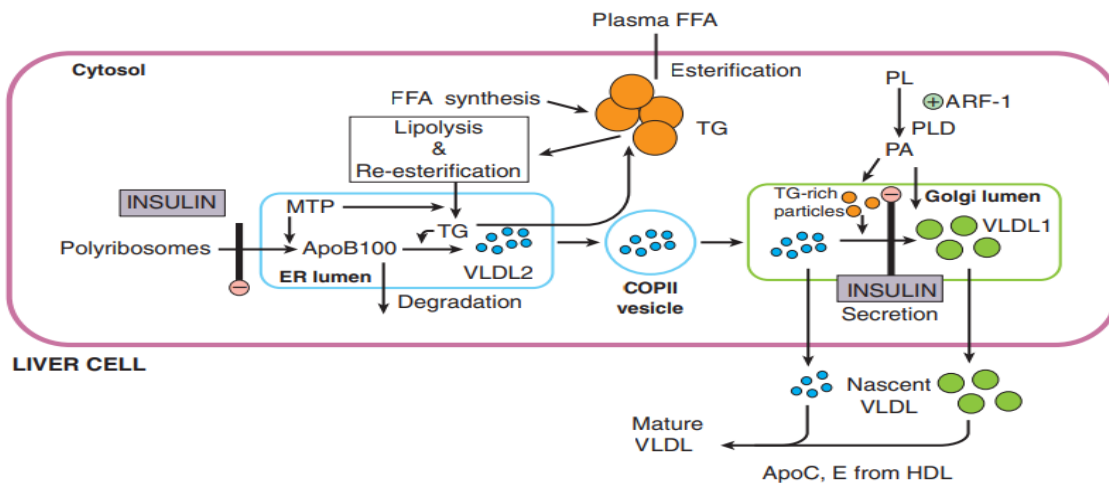 Plasma FFA
Cytosol
Esterification
FFA synthesis
TG
Lipolysis
&
Re-esterification
PL
+ ARF-1
PLD
PA
INSULIN
MTP
TG
Polyribosomes
ApoB100
VLDL2
ER lumen
Degradation
−
COPII
vesicle
TG-rich
particles
−
Golgi lumen
VLDL1
INSULIN
Secretion
LIVER CELL
Nascent
VLDL
Mature
VLDL
ApoC, E from HDL